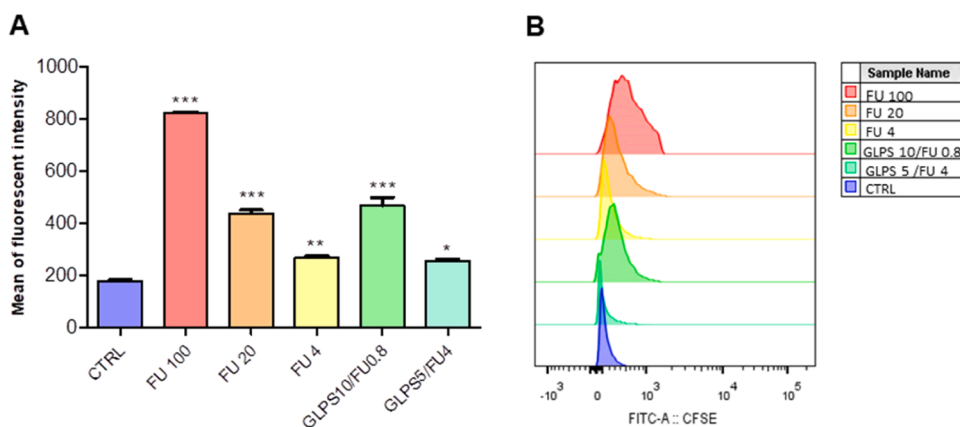 A
Mean of fluorescent intensity
1000
800
600
400
200
0
***
***
**
***
*
CTRL
FU 100
FU 20
FU 4
GLPS10/FU0.8
GLPS5/FU4
B
-10³
0
10³
10⁴
10⁵
FITC-A :: CFSE
Sample Name
FU 100
FU 20
FU 4
GLPS 10/FU 0.8
GLPS 5 /FU 4
CTRL